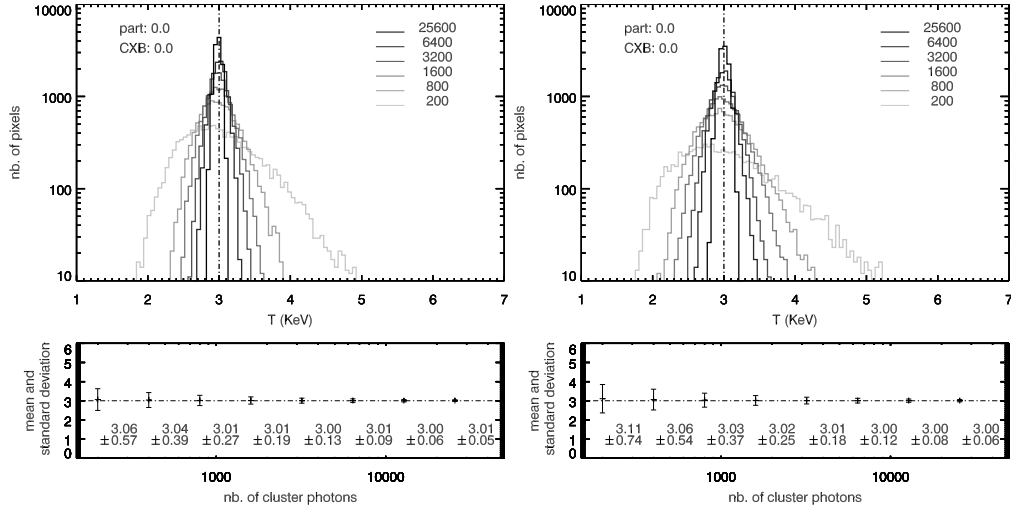 part: 0.0
CXB: 0.0
25600
6400
3200
1600
800
200
10000
1000
100
10
nb. of pixels
1 2 3 4 5 6 7
T (KeV)
part: 0.0
CXB: 0.0
25600
6400
3200
1600
800
200
10000
1000
100
10
nb. of pixels
1 2 3 4 5 6 7
T (KeV)
6
5
4
3
2
1
0
mean and
standard deviation
3.06 3.04 3.01 3.01 3.00 3.01 3.00 3.01
±0.57 ±0.39 ±0.27 ±0.19 ±0.13 ±0.09 ±0.06 ±0.05
1000 10000
nb. of cluster photons
6
5
4
3
2
1
0
mean and
standard deviation
3.11 3.06 3.03 3.02 3.01 3.00 3.00 3.00
±0.74 ±0.54 ±0.37 ±0.25 ±0.18 ±0.12 ±0.08 ±0.06
1000 10000
nb. of cluster photons